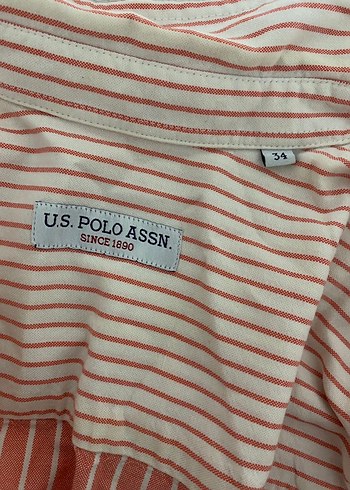 34
U.S. POLO ASSN.
SINCE 1890